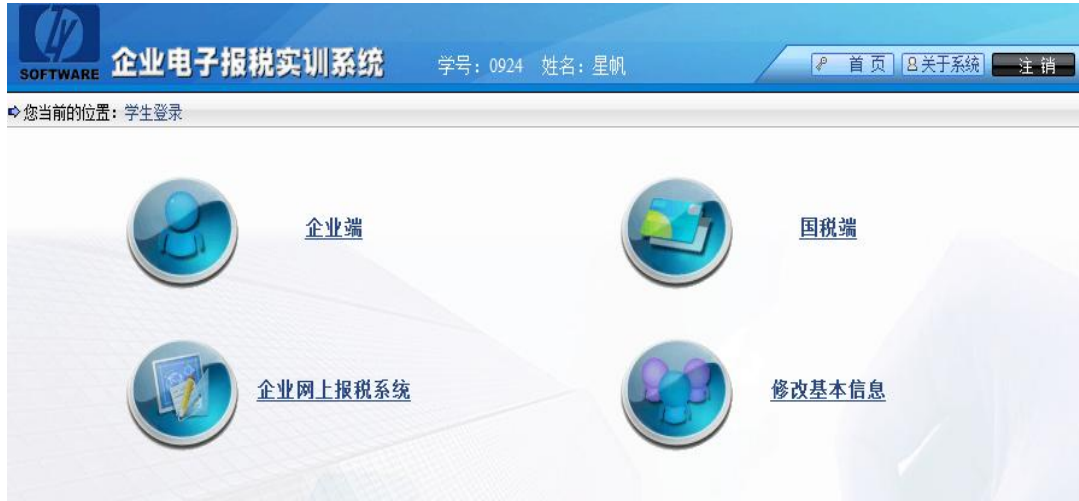 ZY
SOFTWARE 企业电子报税实训系统 学号: 0924 姓名: 星帆 首 页 关于系统 注 销
您当前的位置: 学生登录
企业端 国税端
企业网上报税系统 修改基本信息